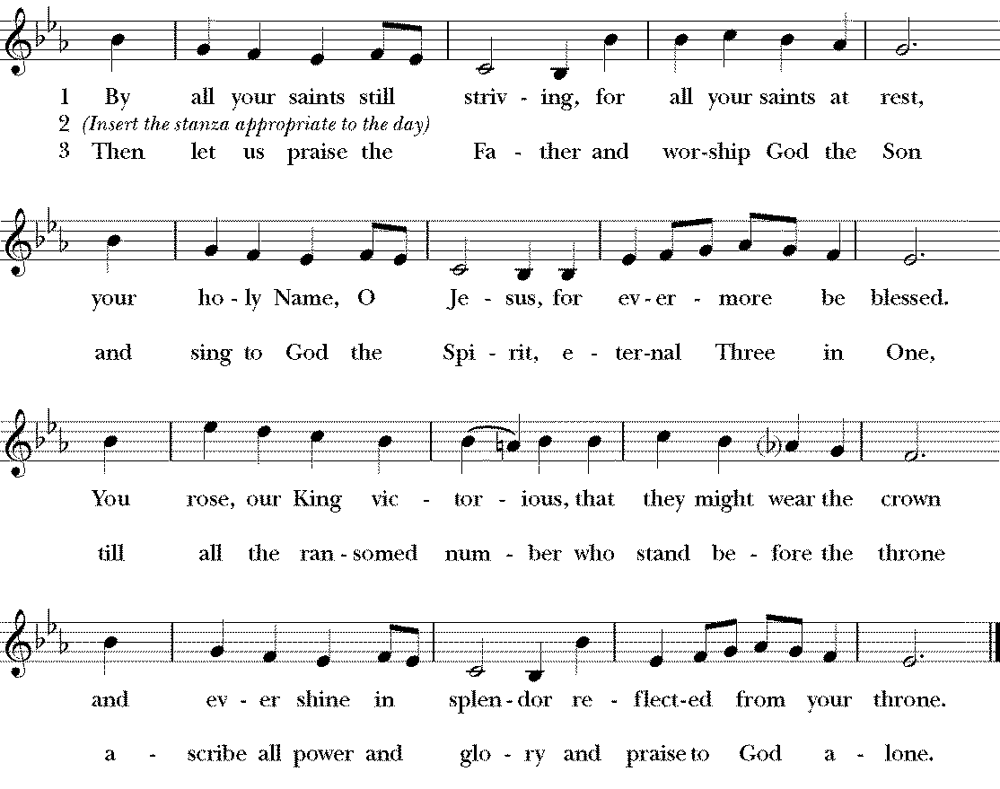 1 By all your saints still striv - ing, for all your saints at rest,
2 (Insert the stanza appropriate to the day)
3 Then let us praise the Fa - ther and wor-ship God the Son
your ho - ly Name, O Je - sus, for ev - er - more be blessed.
and sing to God the Spi - rit, e - ter-nal Three in One,
You rose, our King vic - tor - ious, that they might wear the crown
till all the ran - somed num - ber who stand be - fore the throne
and ev - er shine in splen - dor re - flect-ed from your throne.
a - scribe all power and glo - ry and praise to God a - lone.